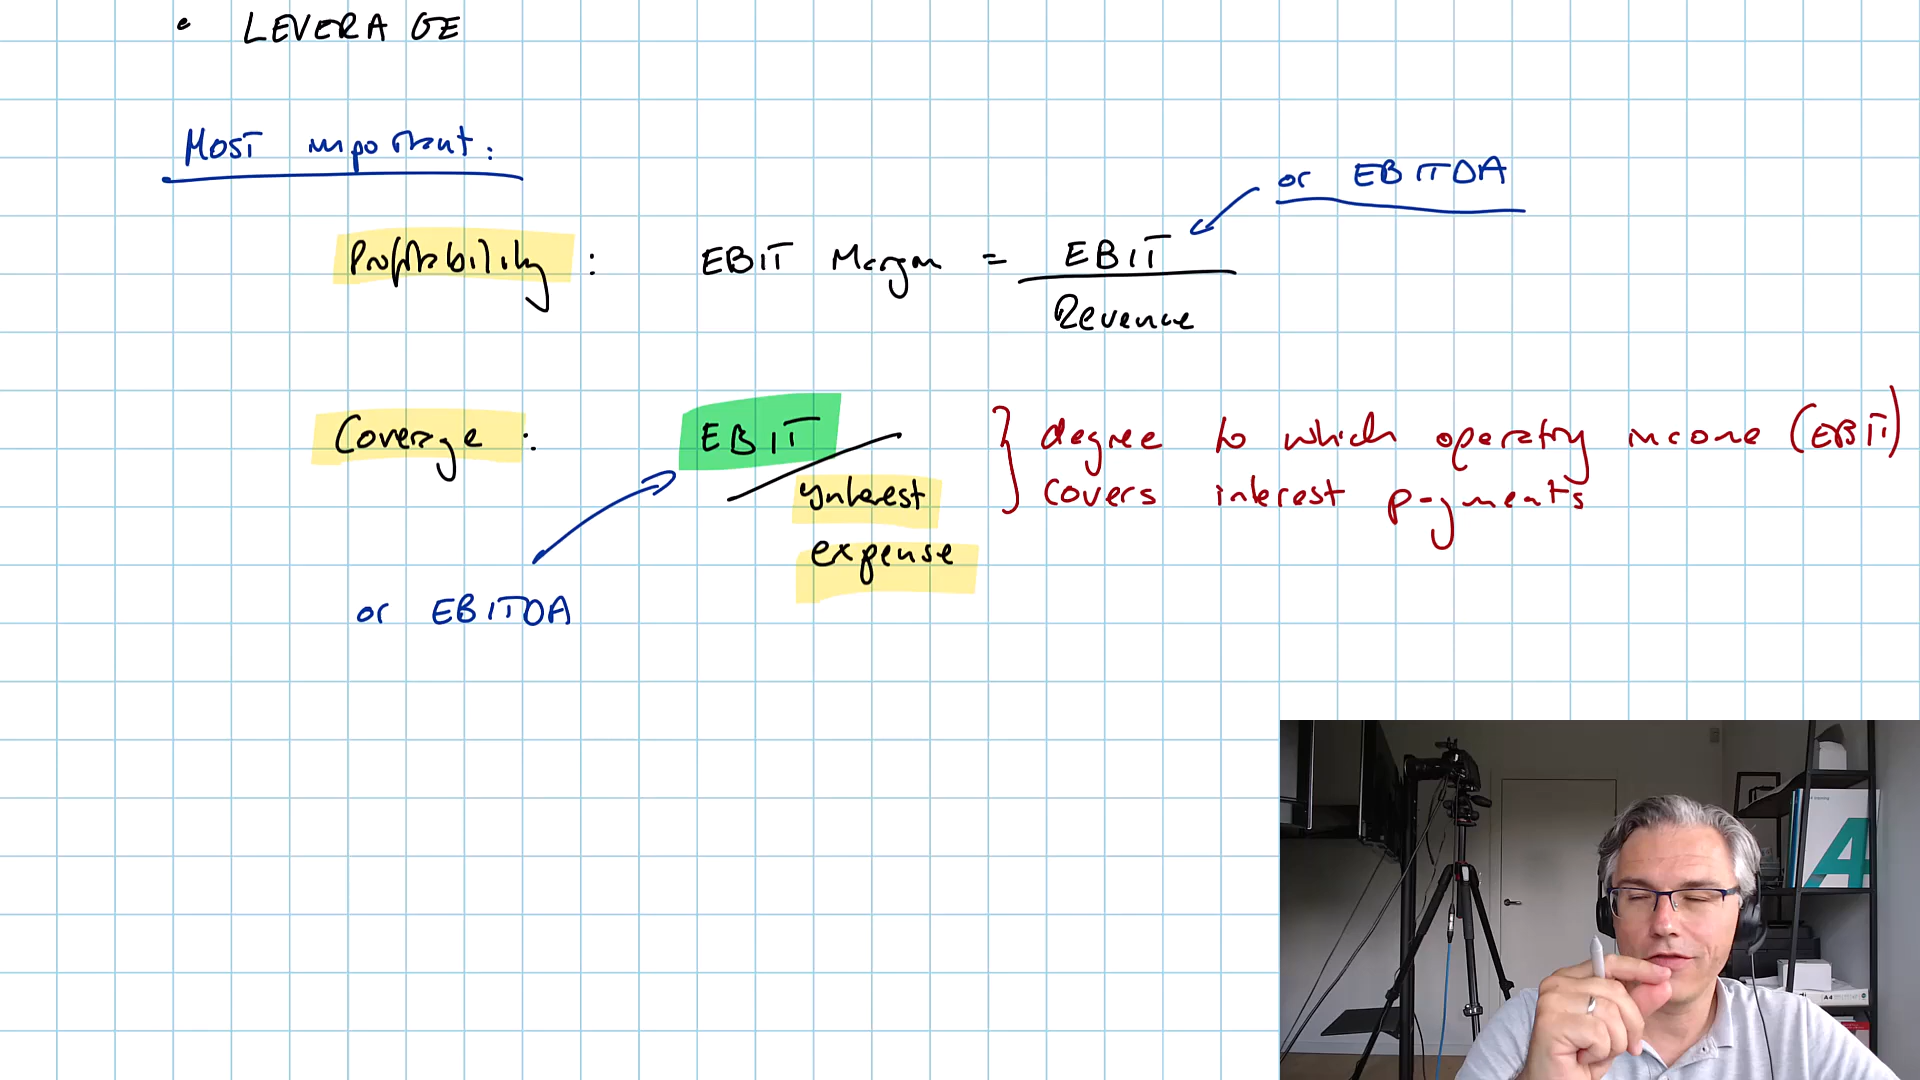 • LEVERAGE
Most important:
or EBITDA
Profitability : EBIT Margin = EBIT
Revenue
Coverage : EBIT } degree to which operating income (EBIT)
interest covers interest payments
expense
or EBITDA
A4